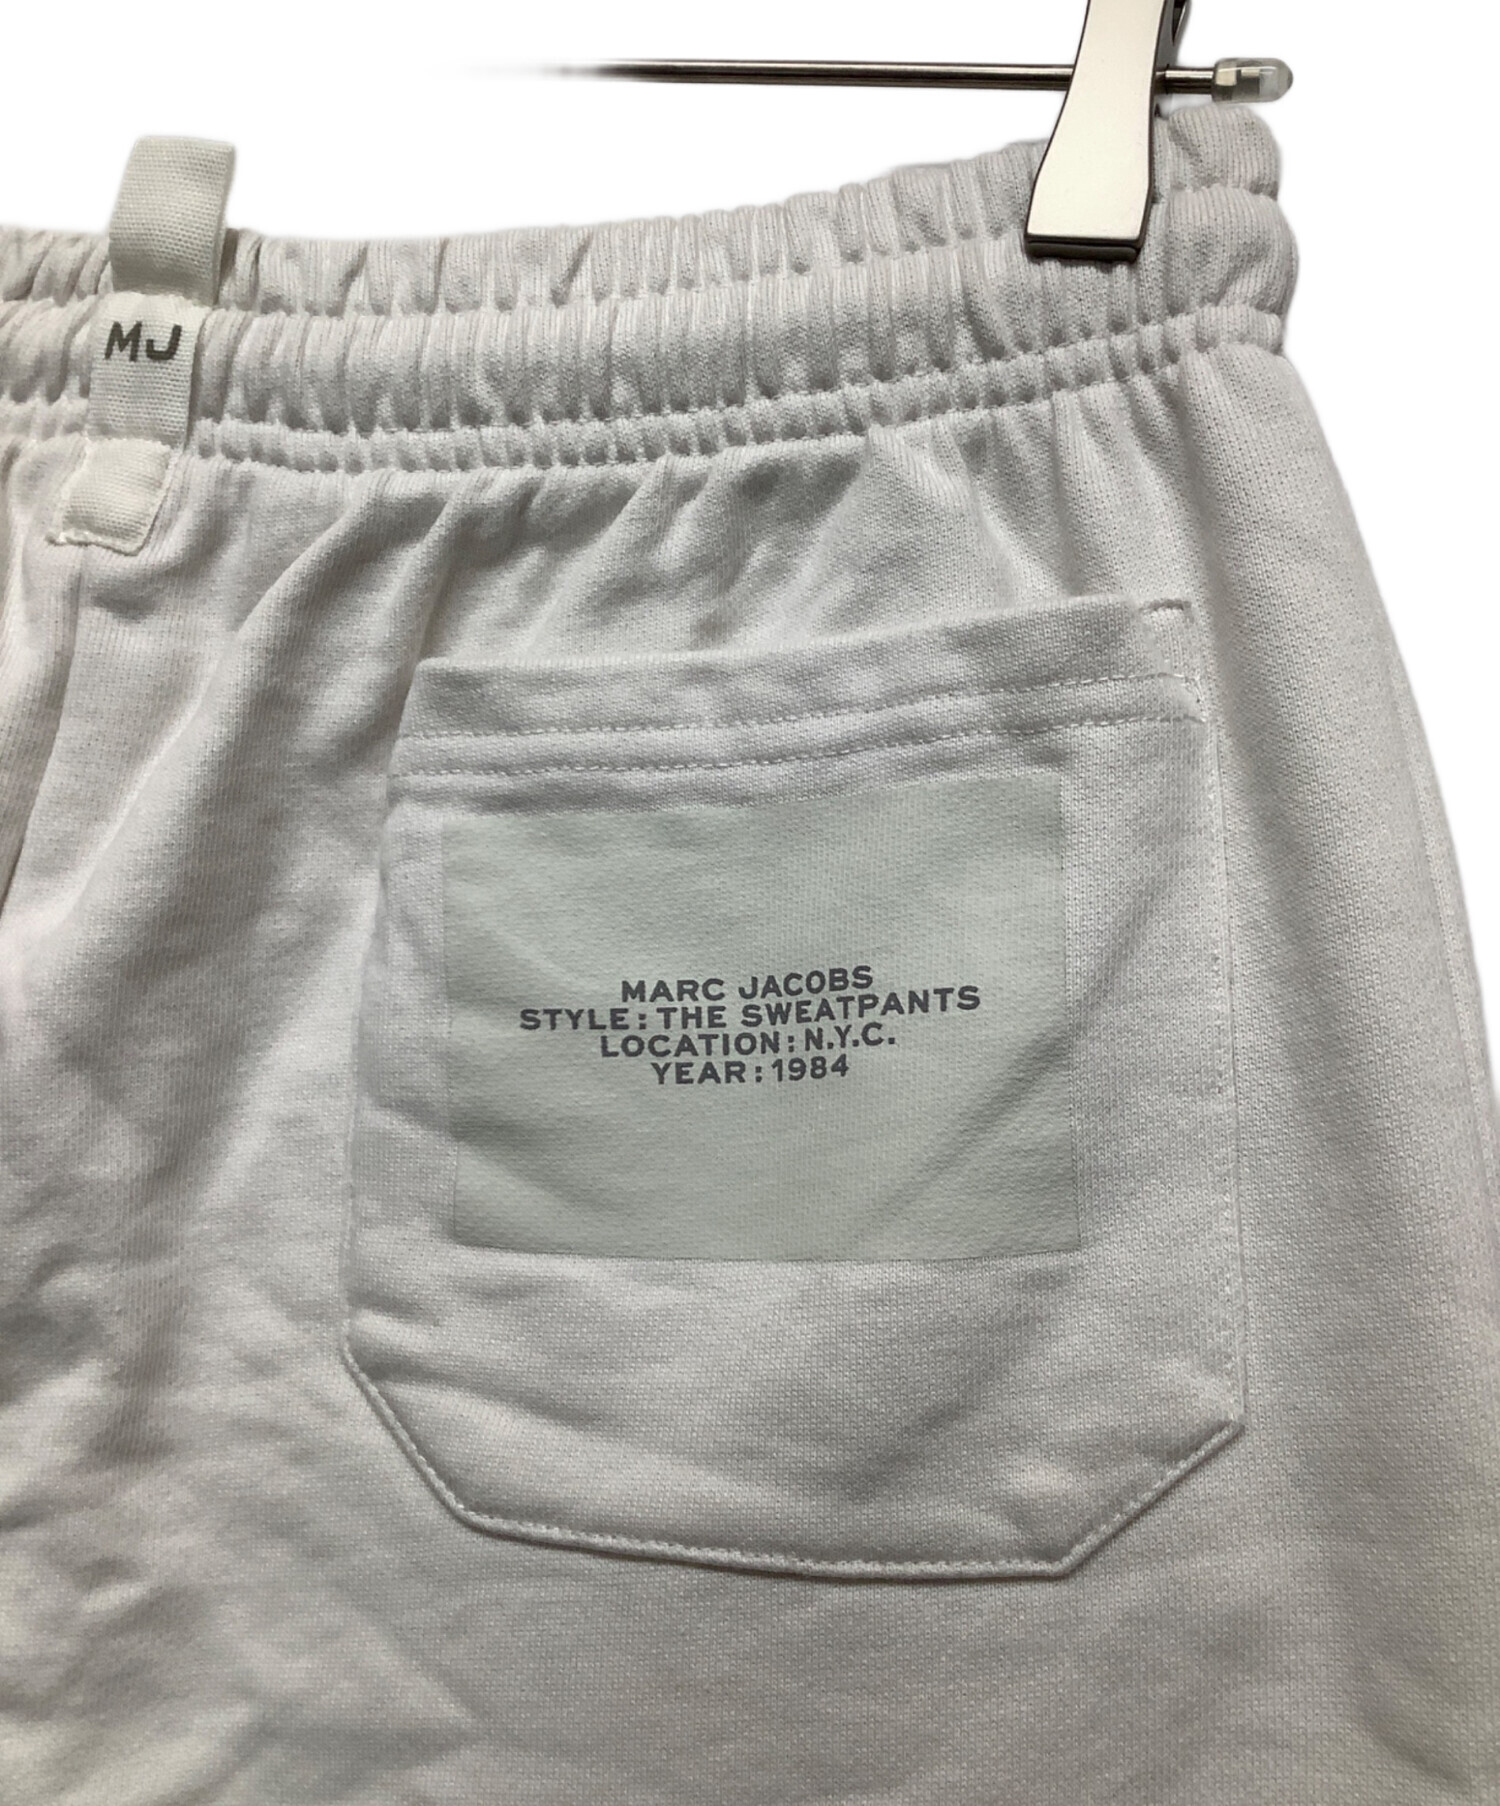 MJ
MARC JACOBS
STYLE: THE SWEATPANTS
LOCATION: N.Y.C.
YEAR: 1984